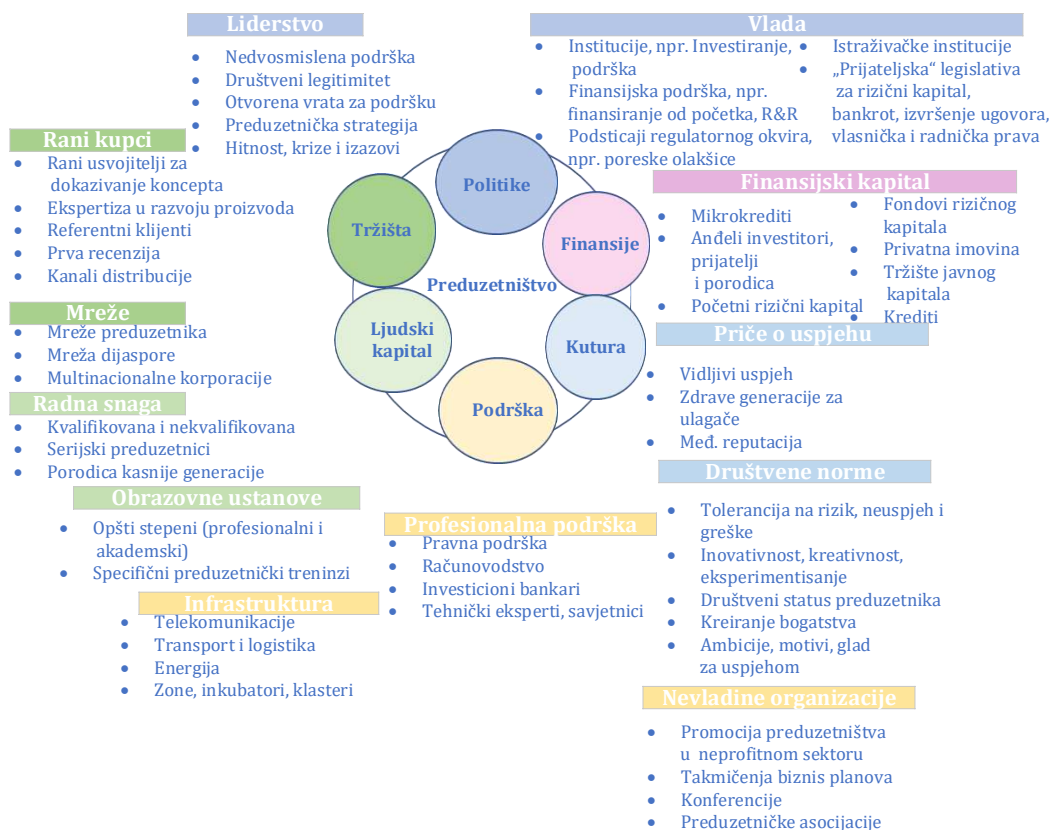 Liderstvo
Nedvosmislena podrška
Društveni legitimitet
Otvorena vrata za podršku
Preduzetnička strategija
Hitnost, krize i izazovi
Vlada
Institucije, npr. Investiranje,
podrška
Finansijska podrška, npr.
finansiranje od početka, R&R
Podsticaji regulatornog okvira,
npr. poreske olakšice
Istraživačke institucije
„Prijateljska“ legislativa
za rizični kapital,
bankrot, izvršenje ugovora,
vlasnička i radnička prava
Rani kupci
Rani usvojitelji za
dokazivanje koncepta
Ekspertiza u razvoju proizvoda
Referentni klijenti
Prva recenzija
Kanali distribucije
Politike
Tržišta
Finansije
Preduzetništvo
Ljudski
kapital
Kutura
Podrška
Finansijski kapital
Mikrokrediti
Anđeli investitori,
prijatelji
i porodica
Početni rizični kapital
Fondovi rizičnog
kapitala
Privatna imovina
Tržište javnog
kapitala
Krediti
Mreže
Mreže preduzetnika
Mreža dijaspore
Multinacionalne korporacije
Priče o uspjehu
Vidljivi uspjeh
Zdrave generacije za
ulagače
Međ. reputacija
Radna snaga
Kvalifikovana i nekvalifikovana
Serijski preduzetnici
Porodica kasnije generacije
Društvene norme
Tolerancija na rizik, neuspjeh i
greške
Inovativnost, kreativnost,
eksperimentisanje
Društveni status preduzetnika
Kreiranje bogatstva
Ambicije, motivi, glad
za uspjehom
Obrazovne ustanove
Opšti stepeni (profesionalni i
akademski)
Specifični preduzetnički treninzi
Profesionalna podrška
Pravna podrška
Računovodstvo
Investicioni bankari
Tehnički eksperti, savjetnici
Infrastruktura
Telekomunikacije
Transport i logistika
Energija
Zone, inkubatori, klasteri
Nevladine organizacije
Promocija preduzetništva
u neprofitnom sektoru
Takmičenja biznis planova
Konferencije
Preduzetničke asocijacije